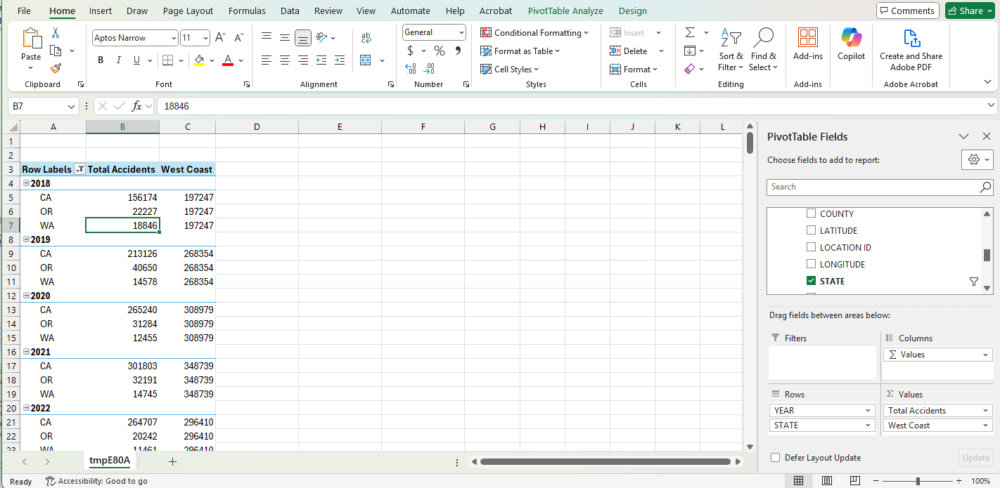 File Home Insert Draw Page Layout Formulas Data Review View Automate Help Acrobat PivotTable Analyze Design Comments Share
Aptos Narrow 11 A^ A˅ ab General Conditional Formatting Insert Σ A Z
Paste B I U A $ % , Format as Table Delete Sort & Filter Find & Select Add-ins Copilot Create and Share Adobe PDF
.00 .00 Cell Styles Format
Clipboard Font Alignment Number Styles Cells Editing Add-ins Adobe Acrobat
B7 fx 18846
A B C D E F G H I J K L
1
2
3 Row Labels Total Accidents West Coast
4 2018
5 CA 156174 197247
6 OR 22227 197247
7 WA 18846 197247
8 2019
9 CA 213126 268354
10 OR 40650 268354
11 WA 14578 268354
12 2020
13 CA 265240 308979
14 OR 31284 308979
15 WA 12455 308979
16 2021
17 CA 301803 348739
18 OR 32191 348739
19 WA 14745 348739
20 2022
21 CA 264707 296410
22 OR 20242 296410
23 WA 11461 296410
tmpE80A
Ready Accessibility: Good to go 100%
PivotTable Fields
Choose fields to add to report:
Search
COUNTY
LATITUDE
LOCATION ID
LONGITUDE
STATE
Drag fields between areas below:
Filters
Columns
Σ Values
Rows
YEAR
STATE
Σ Values
Total Accidents
West Coast
Defer Layout Update Update